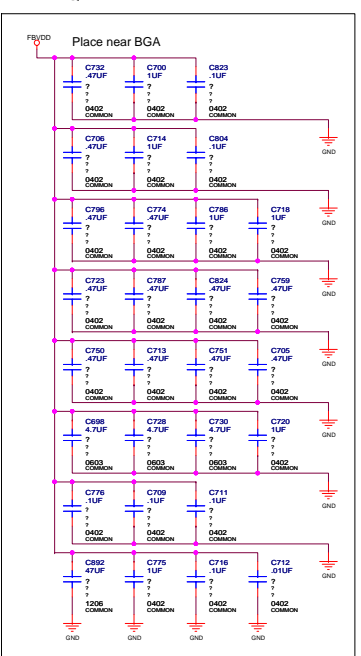 FBVDD
Place near BGA
C732 C700 C823
.47UF 1UF .1UF
? ? ?
? ? ?
? ? ?
0402 0402 0402
COMMON COMMON COMMON
GND
C706 C714 C804
.47UF 1UF .1UF
? ? ?
? ? ?
? ? ?
0402 0402 0402
COMMON COMMON COMMON
GND
C796 C774 C786 C718
.47UF .47UF 1UF 1UF
? ? ? ?
? ? ? ?
? ? ? ?
0402 0402 0402 0402
COMMON COMMON COMMON COMMON
GND
C723 C787 C824 C759
.47UF .47UF .47UF .47UF
? ? ? ?
? ? ? ?
? ? ? ?
0402 0402 0402 0402
COMMON COMMON COMMON COMMON
GND
C750 C713 C751 C705
.47UF .47UF .47UF .47UF
? ? ? ?
? ? ? ?
? ? ? ?
0402 0402 0402 0402
COMMON COMMON COMMON COMMON
GND
C698 C728 C730 C720
4.7UF 4.7UF 4.7UF 1UF
? ? ? ?
? ? ? ?
? ? ? ?
0603 0603 0603 0402
COMMON COMMON COMMON COMMON
GND
C776 C709 C711
.1UF .1UF .1UF
? ? ?
? ? ?
? ? ?
0402 0402 0402
COMMON COMMON COMMON
GND
C892 C775 C716 C712
47UF 1UF .1UF .01UF
? ? ? ?
? ? ? ?
? ? ? ?
1206 0402 0402 0402
COMMON COMMON COMMON COMMON
GND GND GND GND